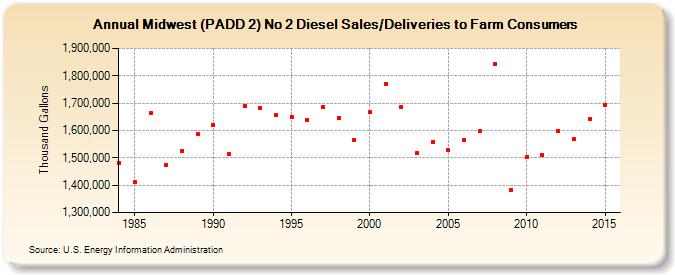 Annual Midwest (PADD 2) No 2 Diesel Sales/Deliveries to Farm Consumers
Thousand Gallons
1,900,000
1,800,000
1,700,000
1,600,000
1,500,000
1,400,000
1,300,000
1985 1990 1995 2000 2005 2010 2015
Source: U.S. Energy Information Administration